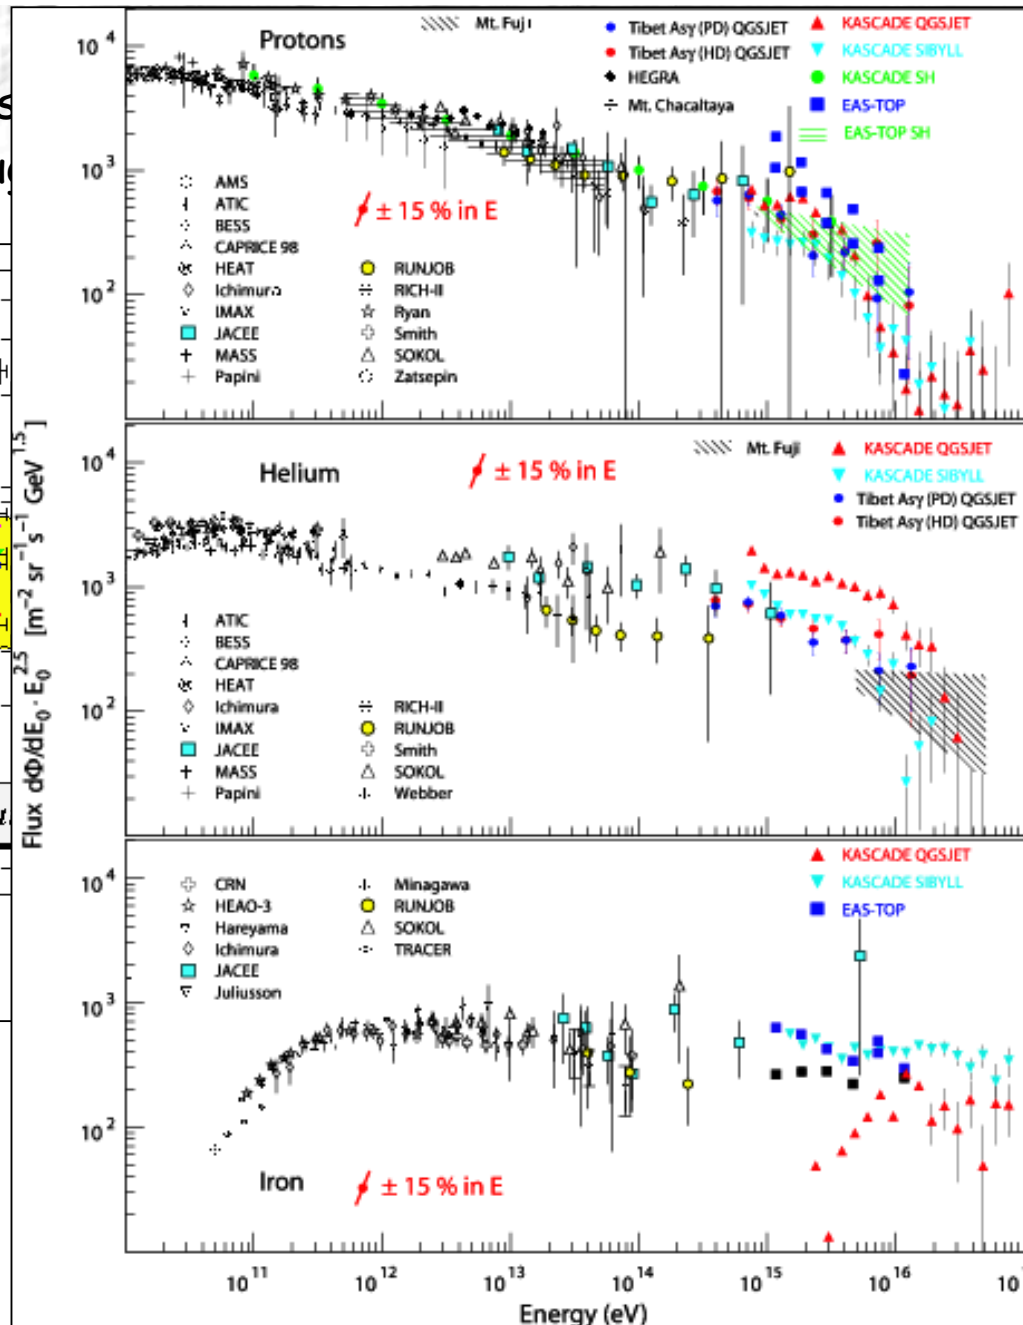 Protons
Mt. Fuji
Tibet Asγ (PD) QGSJET
Tibet Asγ (HD) QGSJET
HEGRA
Mt. Chacaltaya
KASCADE QGSJET
KASCADE SIBYLL
KASCADE SH
EAS-TOP
EAS-TOP SH
10^4
10^3
10^2
± 15 % in E
AMS
ATIC
BESS
CAPRICE 98
HEAT
Ichimura
IMAX
JACEE
MASS
Papini
RUNJOB
RICH-II
Ryan
Smith
SOKOL
Zatsepin
Flux dΦ/dE_0 · E_0^2.5 [m^-2 sr^-1 s^-1 GeV^1.5]
Helium
± 15 % in E
Mt. Fuji
KASCADE QGSJET
KASCADE SIBYLL
Tibet Asγ (PD) QGSJET
Tibet Asγ (HD) QGSJET
10^4
10^3
10^2
ATIC
BESS
CAPRICE 98
HEAT
Ichimura
IMAX
JACEE
MASS
Papini
RICH-II
RUNJOB
Smith
SOKOL
Webber
KASCADE QGSJET
KASCADE SIBYLL
EAS-TOP
10^4
10^3
10^2
CRN
HEAO-3
Hareyama
Ichimura
JACEE
Juliusson
Minagawa
RUNJOB
SOKOL
TRACER
Iron
± 15 % in E
10^11 10^12 10^13 10^14 10^15 10^16
Energy (eV)